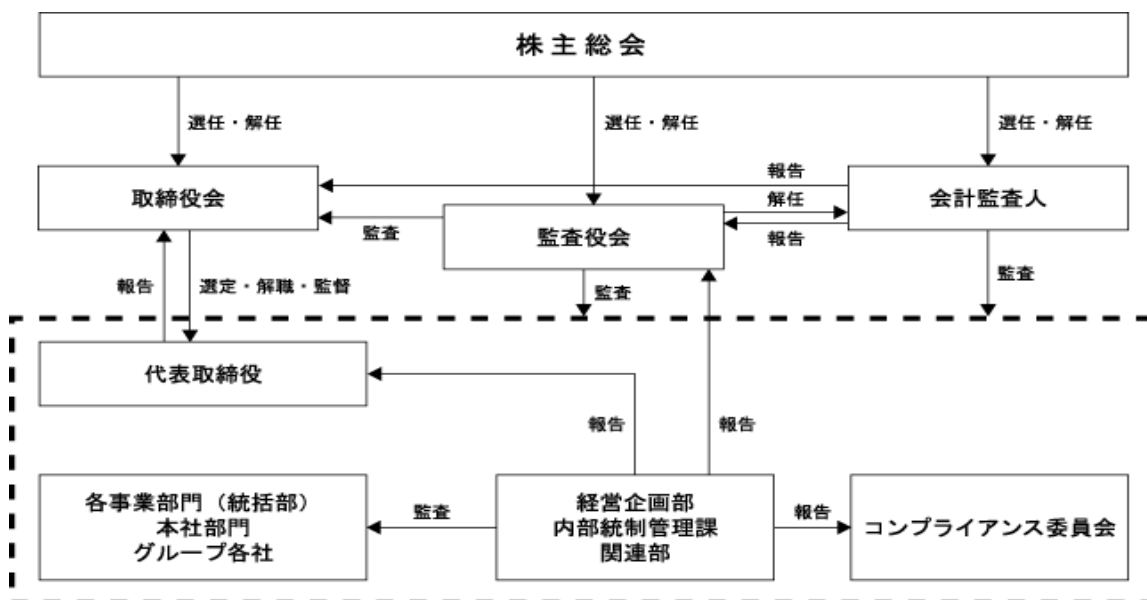 株主総会
選任・解任
選任・解任
選任・解任
取締役会
報告
会計監査人
解任
監査役会
監査
報告
報告
選定・解職・監督
監査
監査
代表取締役
報告
報告
各事業部門（統括部）
本社部門
グループ各社
監査
経営企画部
内部統制管理課
関連部
報告
コンプライアンス委員会